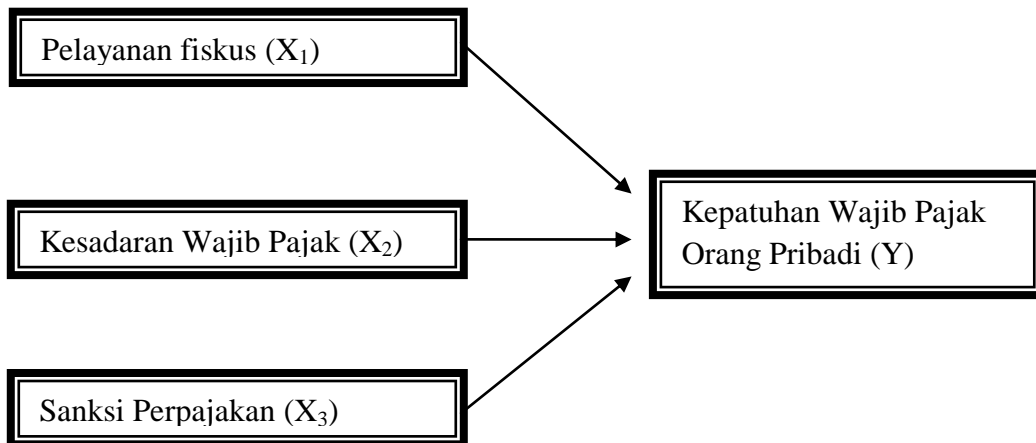 Pelayanan fiskus (X₁)
Kesadaran Wajib Pajak (X₂)
Kepatuhan Wajib Pajak
Orang Pribadi (Y)
Sanksi Perpajakan (X₃)